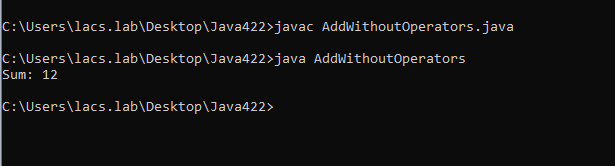 C:\Users\lacs.lab\Desktop\Java422>javac AddWithoutOperators.java
C:\Users\lacs.lab\Desktop\Java422>java AddWithoutOperators
Sum: 12
C:\Users\lacs.lab\Desktop\Java422>